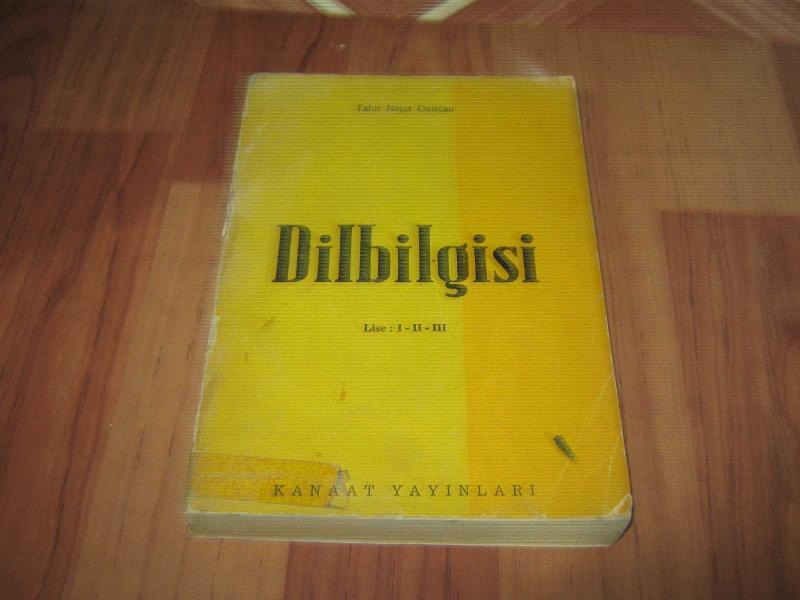 Tahir Nejat Gencan
Dilbilgisi
Lise : I - II - III
KANAAT YAYINLARI